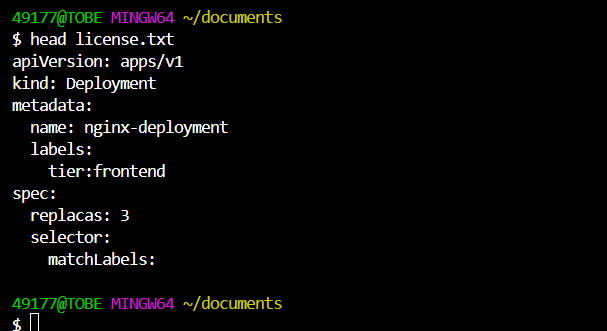 49177@TOBE MINGW64 ~/documents
$ head license.txt
apiVersion: apps/v1
kind: Deployment
metadata:
  name: nginx-deployment
  labels:
    tier:frontend
spec:
  replacas: 3
  selector:
    matchLabels:

49177@TOBE MINGW64 ~/documents
$